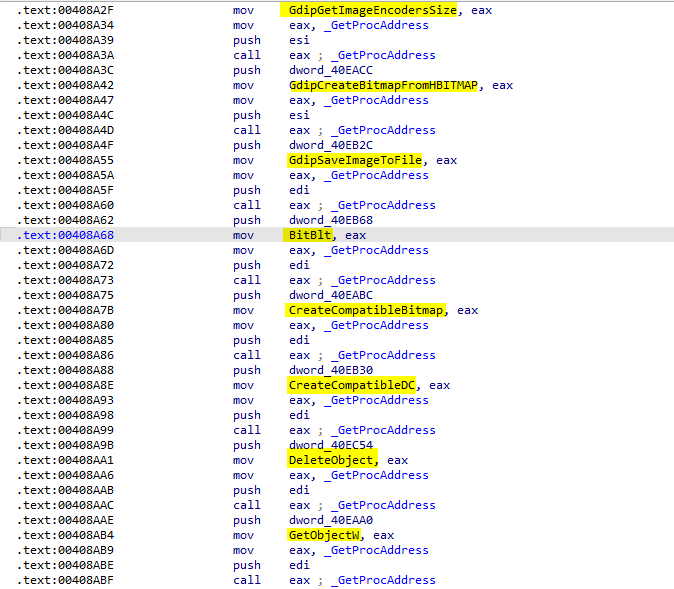 .text:00408A2F mov GdipGetImageEncodersSize, eax
.text:00408A34 mov eax, _GetProcAddress
.text:00408A39 push esi
.text:00408A3A call eax ; _GetProcAddress
.text:00408A3C push dword_40EACC
.text:00408A42 mov GdipCreateBitmapFromHBITMAP, eax
.text:00408A47 mov eax, _GetProcAddress
.text:00408A4C push esi
.text:00408A4D call eax ; _GetProcAddress
.text:00408A4F push dword_40EB2C
.text:00408A55 mov GdipSaveImageToFile, eax
.text:00408A5A mov eax, _GetProcAddress
.text:00408A5F push edi
.text:00408A60 call eax ; _GetProcAddress
.text:00408A62 push dword_40EB68
.text:00408A68 mov BitBlt, eax
.text:00408A6D mov eax, _GetProcAddress
.text:00408A72 push edi
.text:00408A73 call eax ; _GetProcAddress
.text:00408A75 push dword_40EABC
.text:00408A7B mov CreateCompatibleBitmap, eax
.text:00408A80 mov eax, _GetProcAddress
.text:00408A85 push edi
.text:00408A86 call eax ; _GetProcAddress
.text:00408A88 push dword_40EB30
.text:00408A8E mov CreateCompatibleDC, eax
.text:00408A93 mov eax, _GetProcAddress
.text:00408A98 push edi
.text:00408A99 call eax ; _GetProcAddress
.text:00408A9B push dword_40EC54
.text:00408AA1 mov DeleteObject, eax
.text:00408AA6 mov eax, _GetProcAddress
.text:00408AAB push edi
.text:00408AAC call eax ; _GetProcAddress
.text:00408AAE push dword_40EAA0
.text:00408AB4 mov GetObjectW, eax
.text:00408AB9 mov eax, _GetProcAddress
.text:00408ABE push edi
.text:00408ABF call eax ; _GetProcAddress